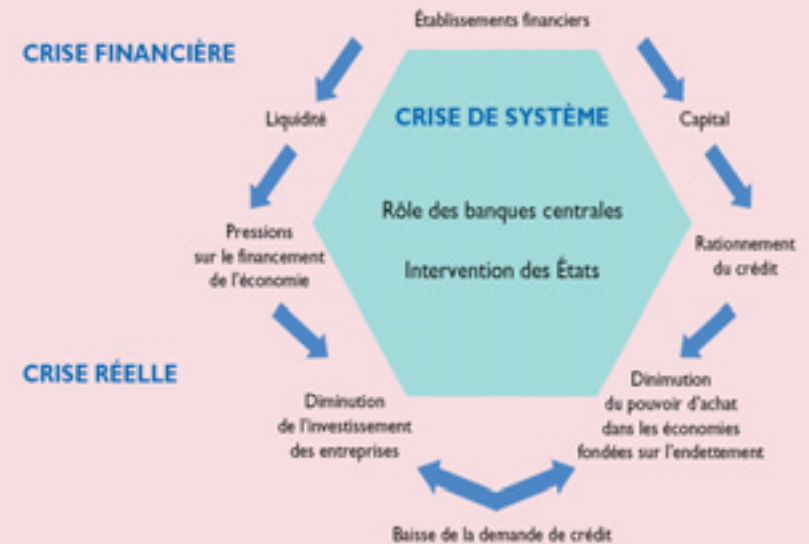 Établissements financiers
CRISE FINANCIÈRE
Liquidité
CRISE DE SYSTÈME
Capital
Rôle des banques centrales
Intervention des États
Pressions
sur le financement
de l'économie
Rationnement
du crédit
CRISE RÉELLE
Diminution
de l'investissement
des entreprises
Dinimution
du pouvoir d'achat
dans les économies
fondées sur l'endettement
Baisse de la demande de crédit